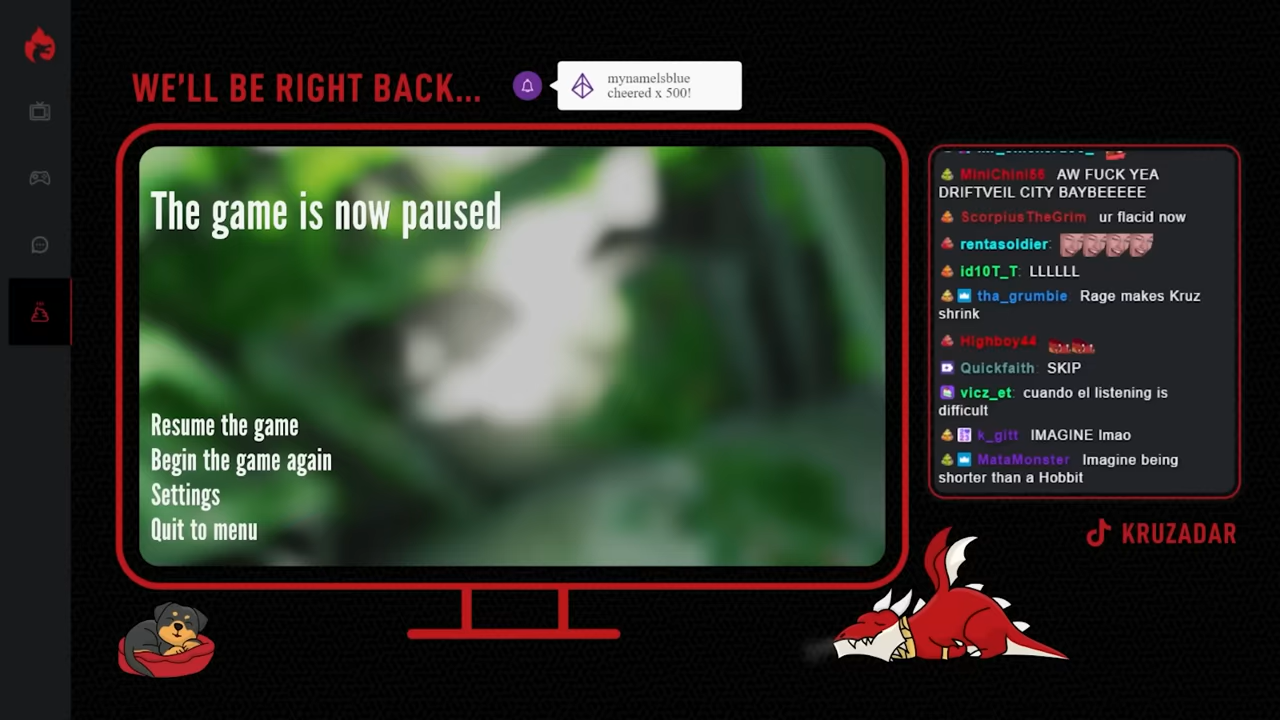 WE'LL BE RIGHT BACK...
mynameIsblue
cheered x 500!
The game is now paused
Resume the game
Begin the game again
Settings
Quit to menu
MiniChini56 AW FUCK YEA
DRIFTVEIL CITY BAYBEEEEE
ScorpiusTheGrim ur flacid now
rentasoldier:
id10T_T: LLLLLL
tha_grumbie Rage makes Kruz
shrink
Highboy44
Quickfaith: SKIP
vicz_et: cuando el listening is
difficult
k_gitt IMAGINE lmao
MataMonster Imagine being
shorter than a Hobbit
KRUZADAR